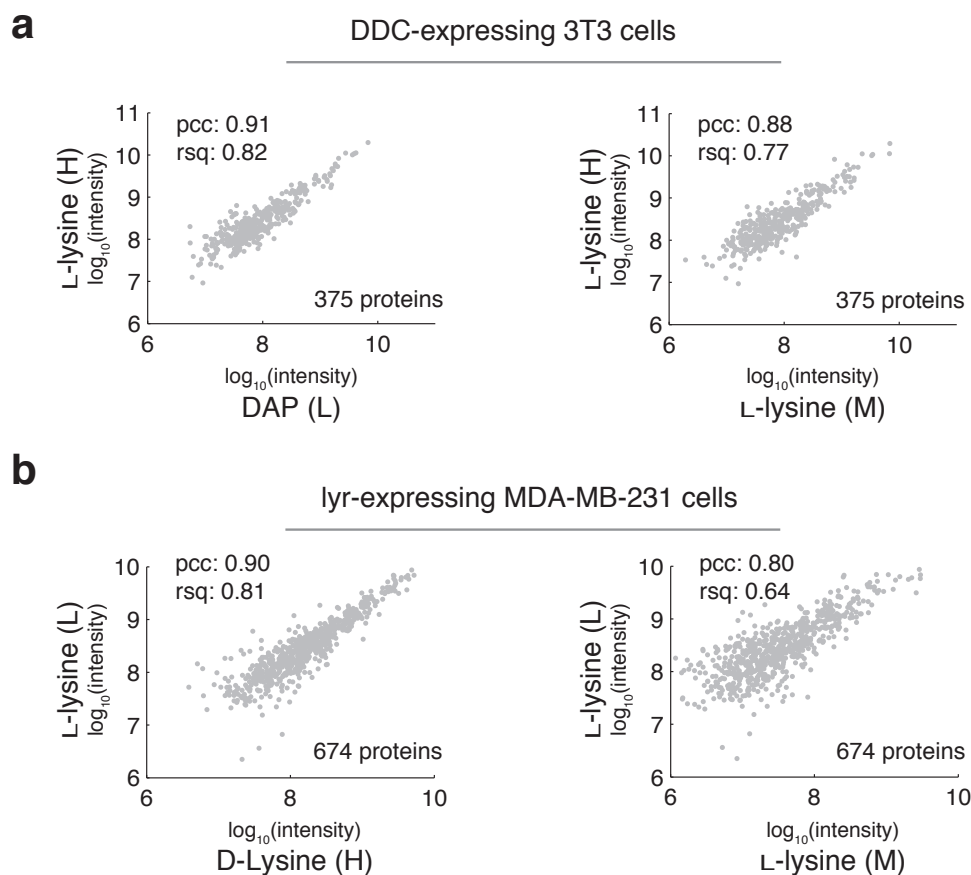 a
DDC-expressing 3T3 cells
pcc: 0.91
rsq: 0.82
375 proteins
ʟ-lysine (H)
log₁₀(intensity)
11
10
9
8
7
6
6 8 10
log₁₀(intensity)
DAP (L)
pcc: 0.88
rsq: 0.77
375 proteins
ʟ-lysine (H)
log₁₀(intensity)
11
10
9
8
7
6
6 8 10
log₁₀(intensity)
ʟ-lysine (M)
b
lyr-expressing MDA-MB-231 cells
pcc: 0.90
rsq: 0.81
674 proteins
ʟ-lysine (L)
log₁₀(intensity)
10
9
8
7
6
6 8 10
log₁₀(intensity)
D-Lysine (H)
pcc: 0.80
rsq: 0.64
674 proteins
ʟ-lysine (L)
log₁₀(intensity)
10
9
8
7
6
6 8 10
log₁₀(intensity)
ʟ-lysine (M)